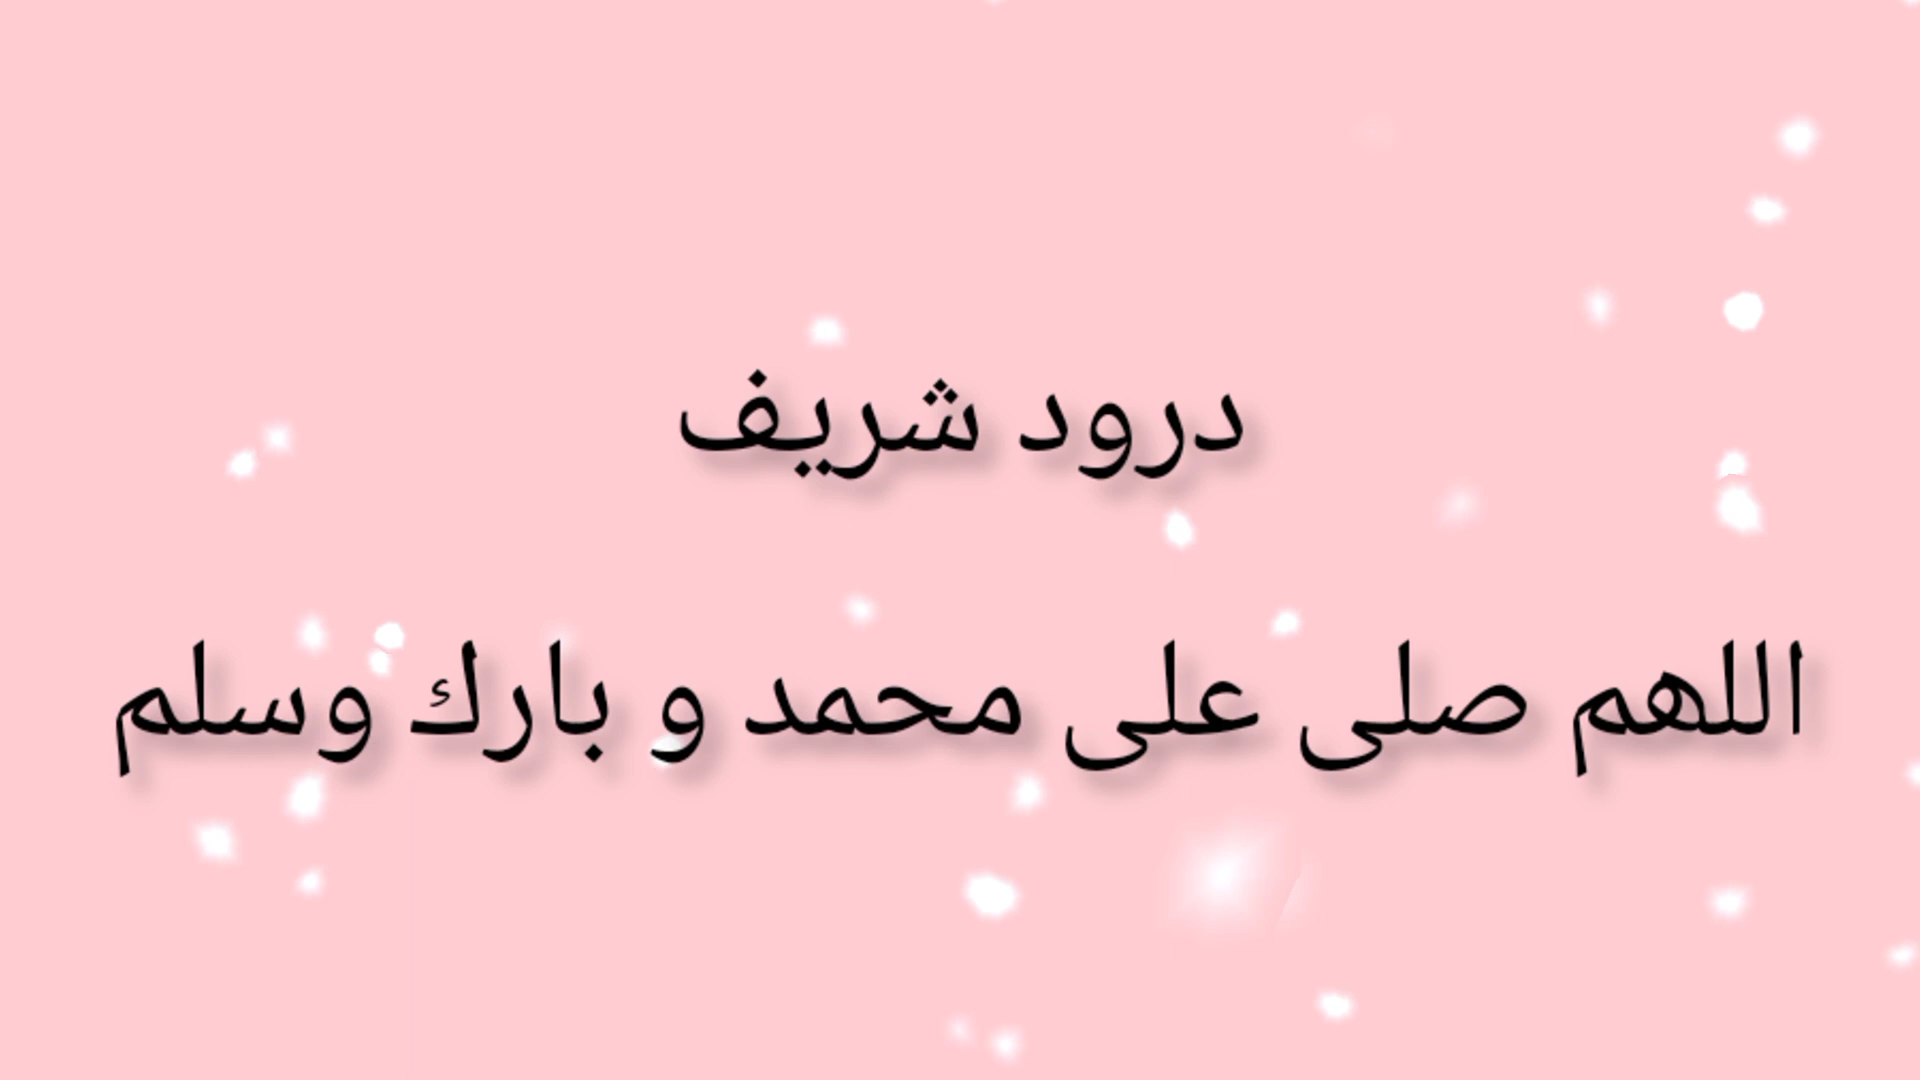 درود شریف
اللهم صلى على محمد و بارك وسلم